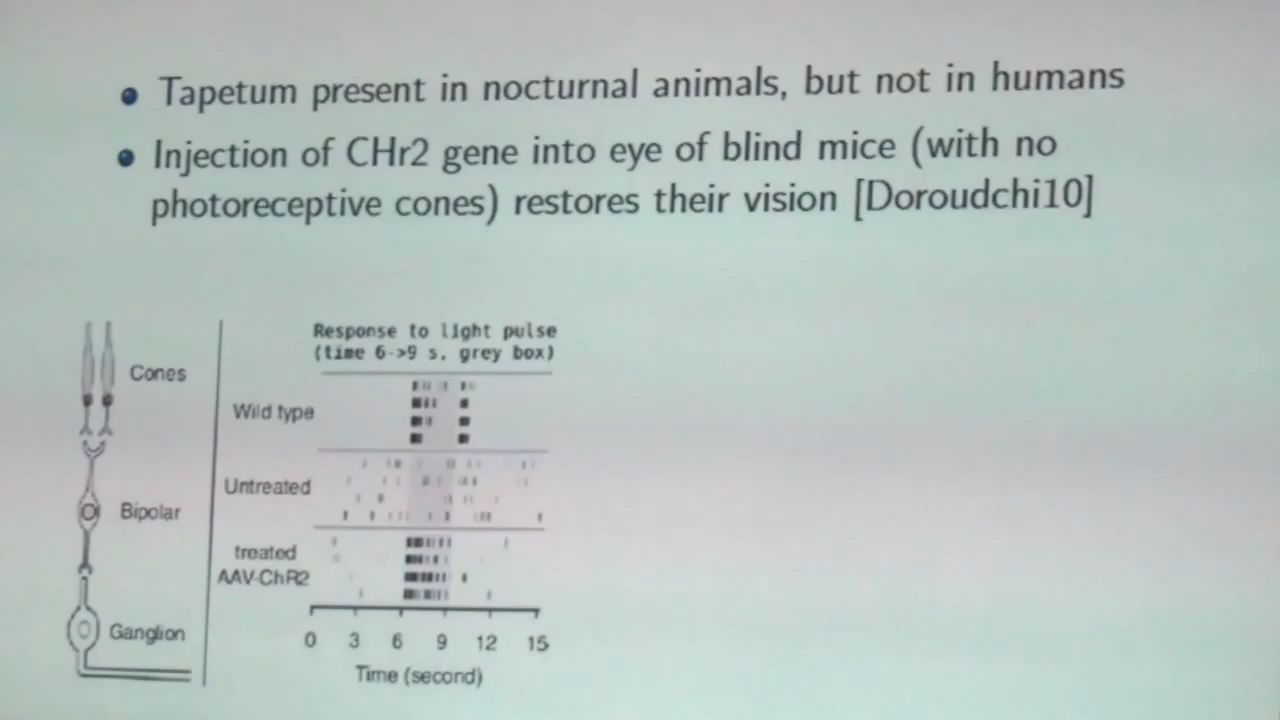 Tapetum present in nocturnal animals, but not in humans
Injection of CHr2 gene into eye of blind mice (with no
photoreceptive cones) restores their vision [Doroudchi10]
Cones
Bipolar
Ganglion
Response to light pulse
(time 6->9 s, grey box)
Wild type
Untreated
treated
AAV-ChR2
0 3 6 9 12 15
Time (second)